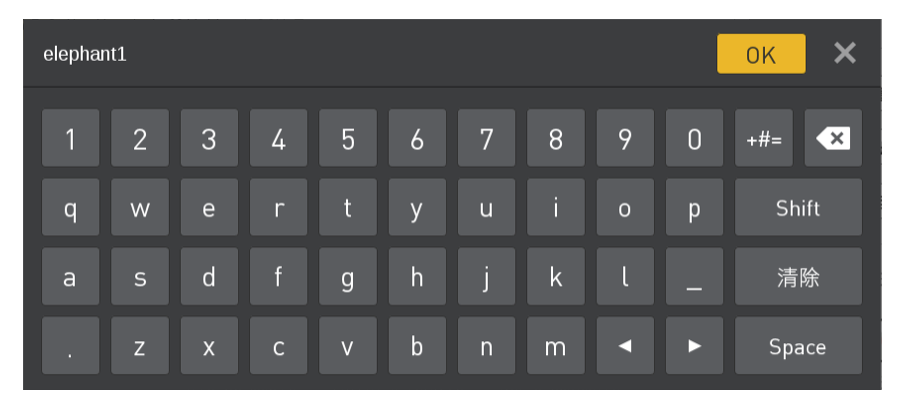 elephant1 OK ×
1 2 3 4 5 6 7 8 9 0 +#=
q w e r t y u i o p Shift
a s d f g h j k l _ 清除
. z x c v b n m ◄ ► Space